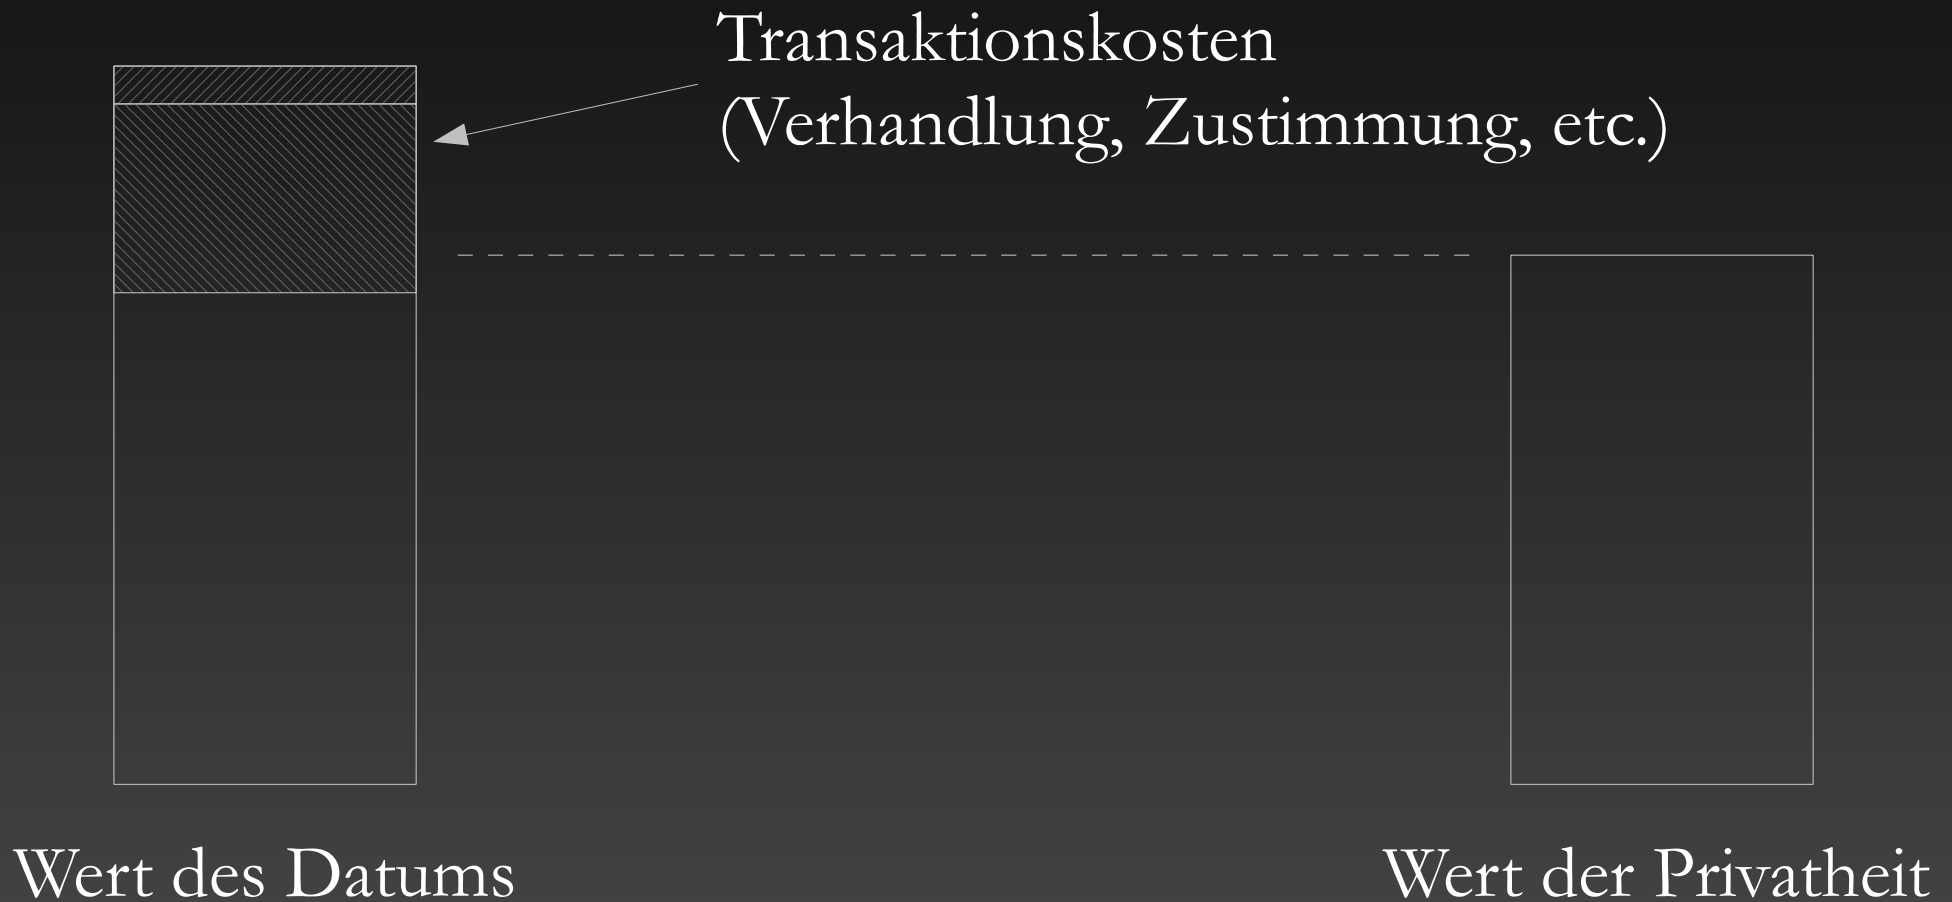 Transaktionskosten
(Verhandlung, Zustimmung, etc.)
Wert des Datums
Wert der Privatheit